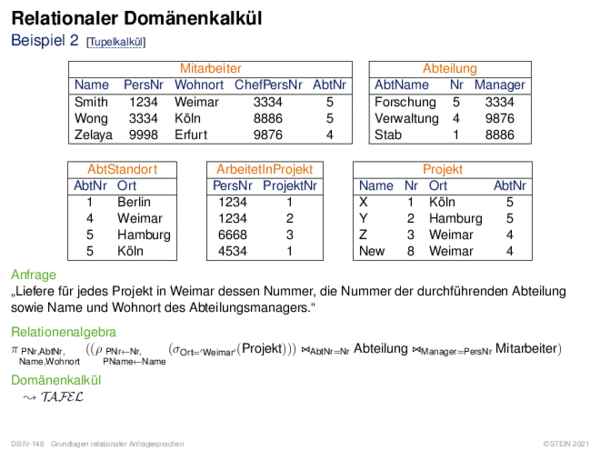 Relationaler Domänenkalkül
Beispiel 2 [Tupelkalkül]
Mitarbeiter
Name PersNr Wohnort ChefPersNr AbtNr
Smith 1234 Weimar 3334 5
Wong 3334 Köln 8886 5
Zelaya 9998 Erfurt 9876 4
Abteilung
AbtName Nr Manager
Forschung 5 3334
Verwaltung 4 9876
Stab 1 8886
AbtStandort
AbtNr Ort
1 Berlin
4 Weimar
5 Hamburg
5 Köln
ArbeitetInProjekt
PersNr ProjektNr
1234 1
1234 2
6668 3
4534 1
Projekt
Name Nr Ort AbtNr
X 1 Köln 5
Y 2 Hamburg 5
Z 3 Weimar 4
New 8 Weimar 4
Anfrage
„Liefere für jedes Projekt in Weimar dessen Nummer, die Nummer der durchführenden Abteilung
sowie Name und Wohnort des Abteilungsmanagers.“
Relationenalgebra
π PNr,AbtNr, Name,Wohnort ((ρ PNr←Nr, PName←Name (σOrt='Weimar'(Projekt))) ⋈AbtNr=Nr Abteilung ⋈Manager=PersNr Mitarbeiter)
Domänenkalkül
⤳ TAFEL
DB:IV-148 Grundlagen relationaler Anfragesprachen ©STEIN 2021